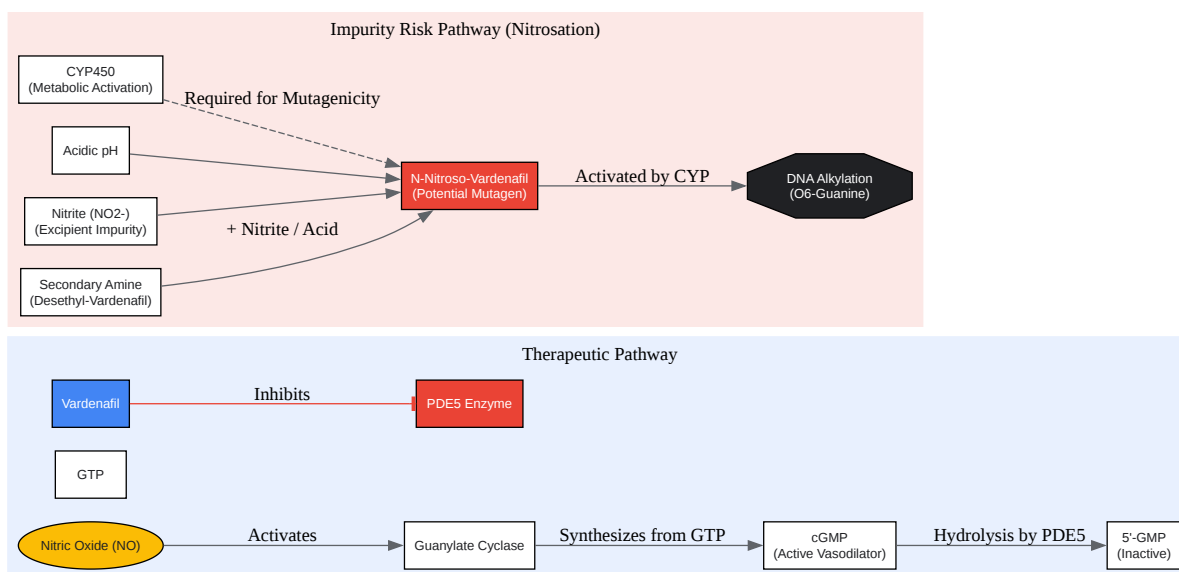 Impurity Risk Pathway (Nitrosation)
CYP450
(Metabolic Activation)
Required for Mutagenicity
Acidic pH
N-Nitroso-Vardenafil
(Potential Mutagen)
Activated by CYP
DNA Alkylation
(O6-Guanine)
Nitrite (NO2-)
(Excipient Impurity)
+ Nitrite / Acid
Secondary Amine
(Desethyl-Vardenafil)
Therapeutic Pathway
Vardenafil
Inhibits
PDE5 Enzyme
GTP
Nitric Oxide (NO)
Activates
Guanylate Cyclase
Synthesizes from GTP
cGMP
(Active Vasodilator)
Hydrolysis by PDE5
5'-GMP
(Inactive)